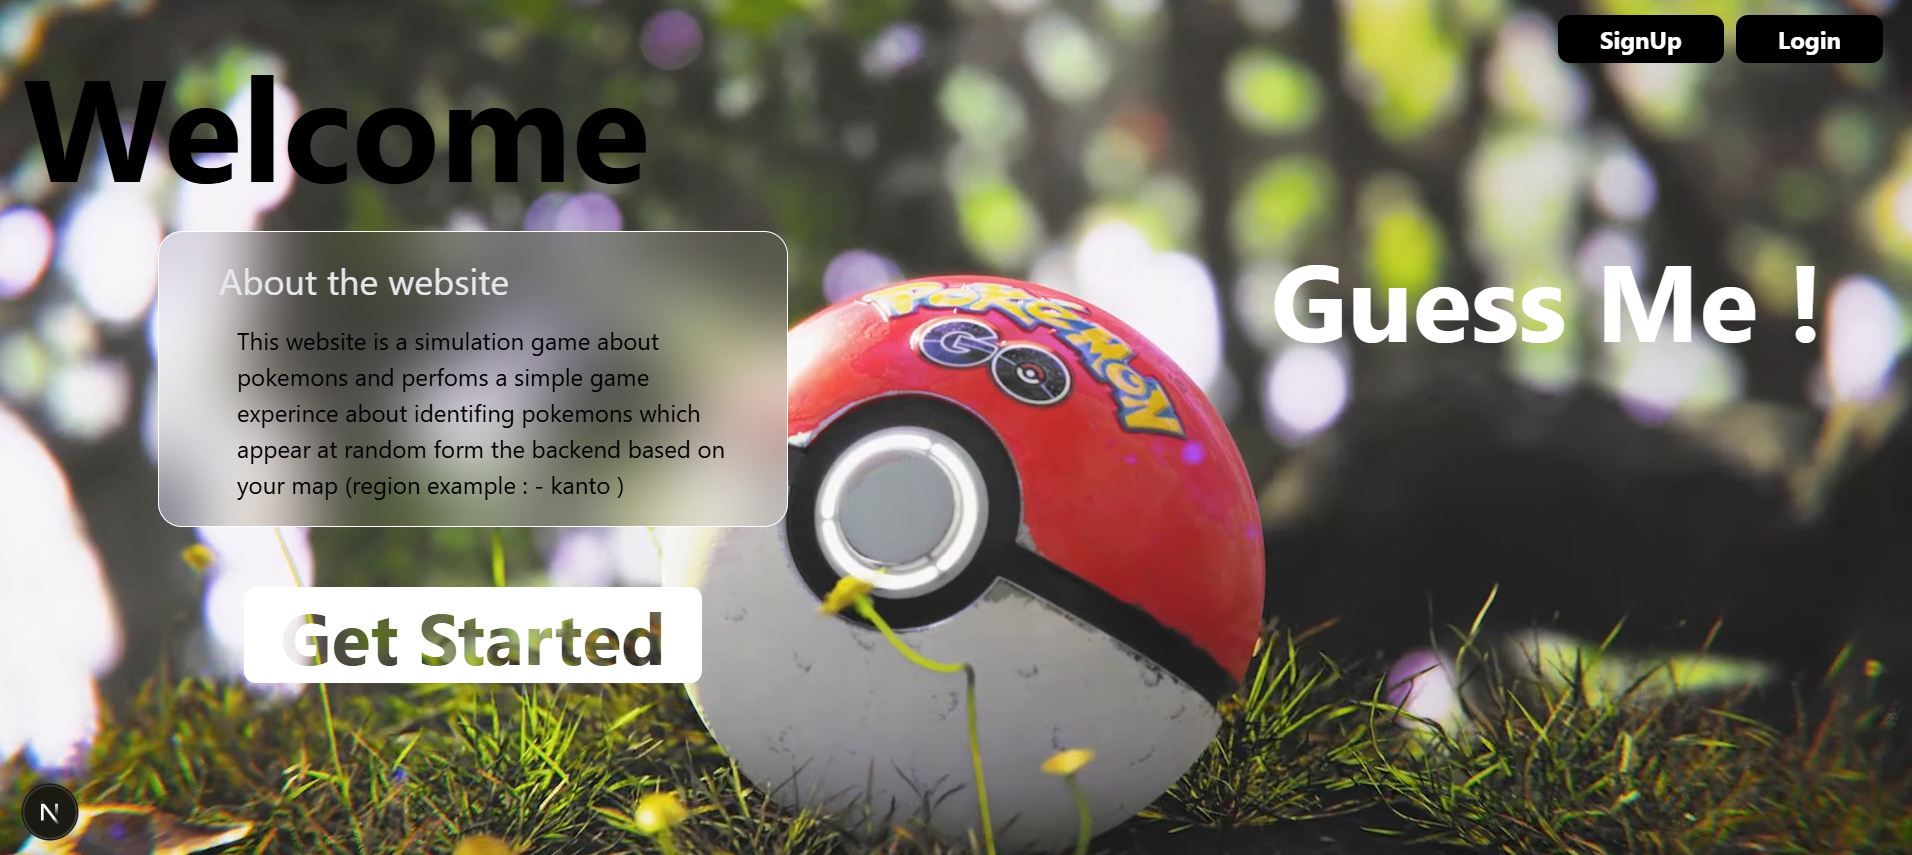 SignUp Login
Welcome
Guess Me !
About the website
This website is a simulation game about
pokemons and perfoms a simple game
experince about identifing pokemons which
appear at random form the backend based on
your map (region example : - kanto )
POKEMON
GO
Get Started
N